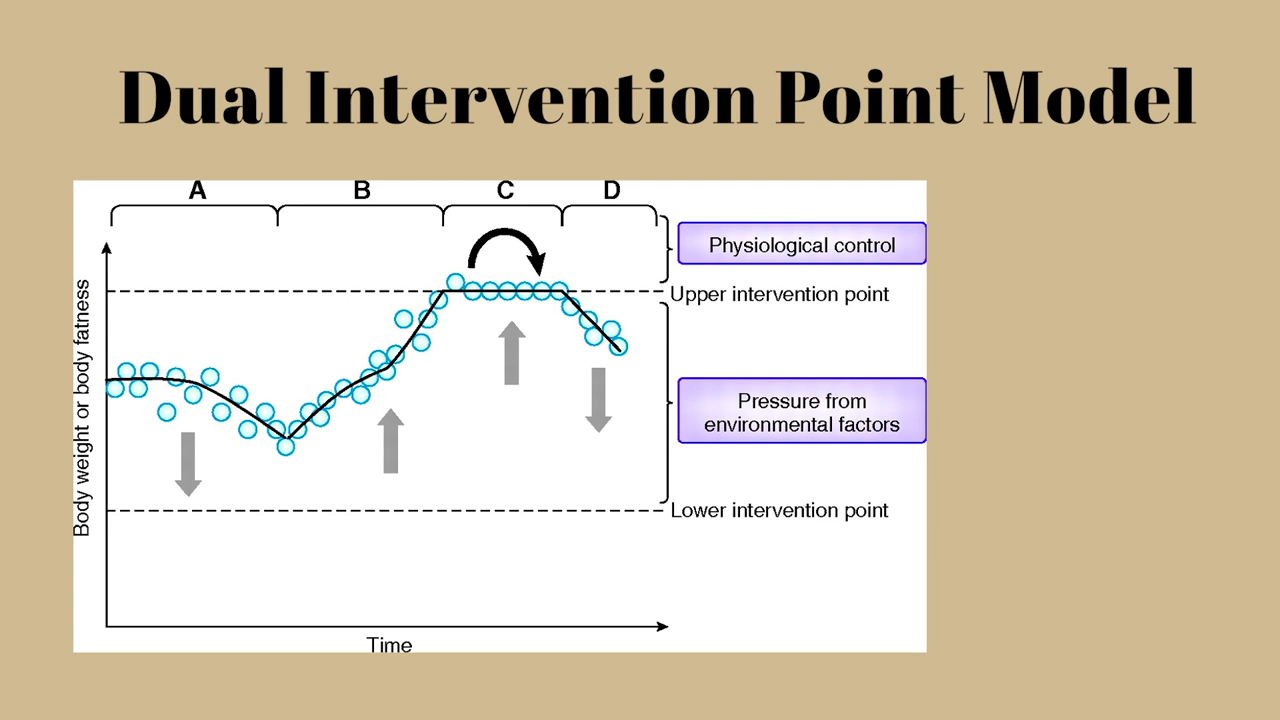 Dual Intervention Point Model
A
B
C
D
Physiological control
Upper intervention point
Body weight or body fatness
Pressure from
environmental factors
Lower intervention point
Time